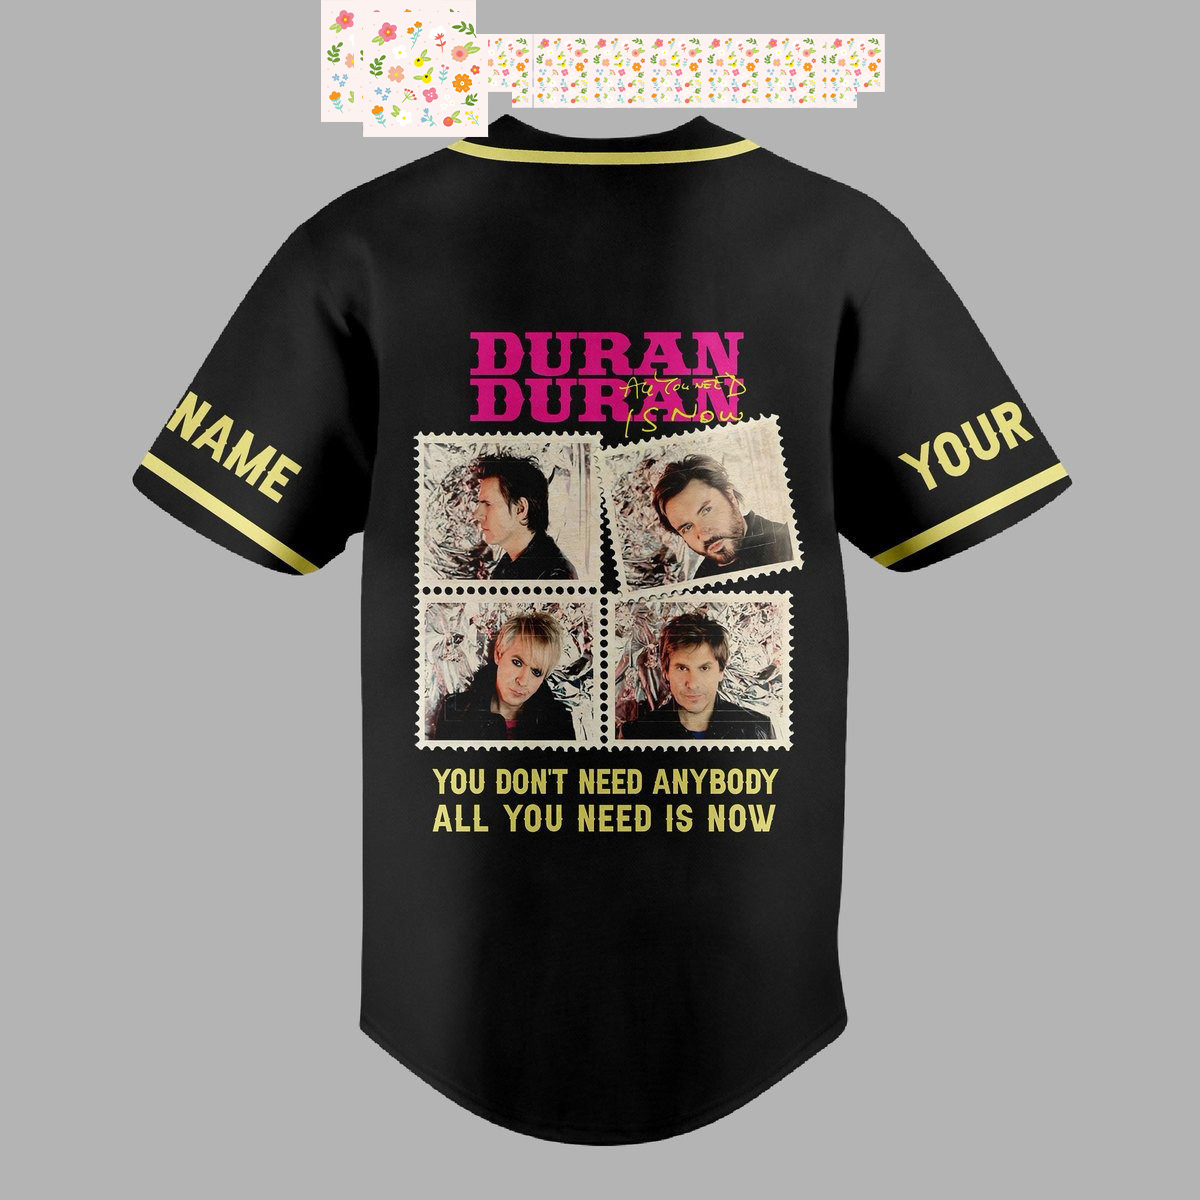 DURAN
DURAN
All You NEED
IS NOW
NAME
YOUR
YOU DON'T NEED ANYBODY
ALL YOU NEED IS NOW